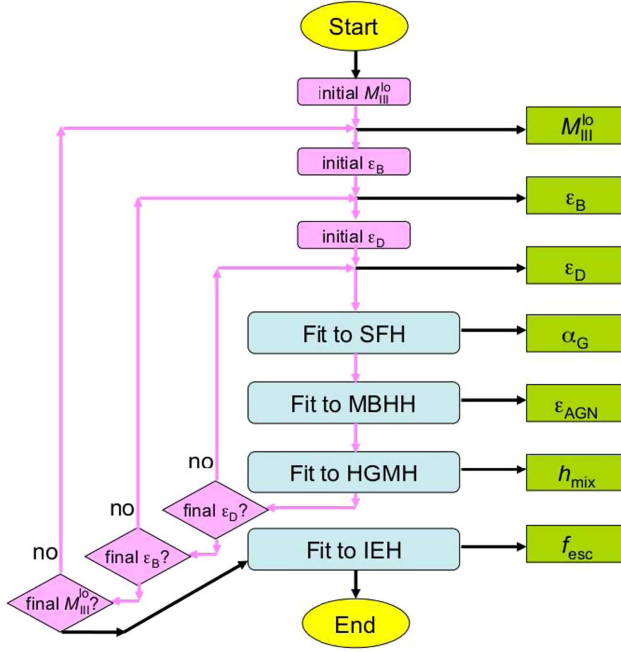 Start
initial M_III^lo
M_III^lo
initial ε_B
ε_B
initial ε_D
ε_D
Fit to SFH
α_G
Fit to MBHH
ε_AGN
no
Fit to HGMH
h_mix
no
final ε_D?
no
final ε_B?
Fit to IEH
f_esc
final M_III^lo?
End